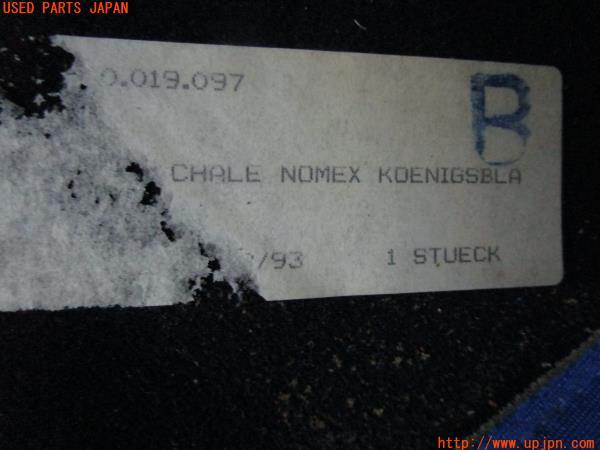 USED PARTS JAPAN
0.019.097
B
CHALE NOMEX KOENIGSBLA
/93 1 STUECK
http://www.upjpn.com/